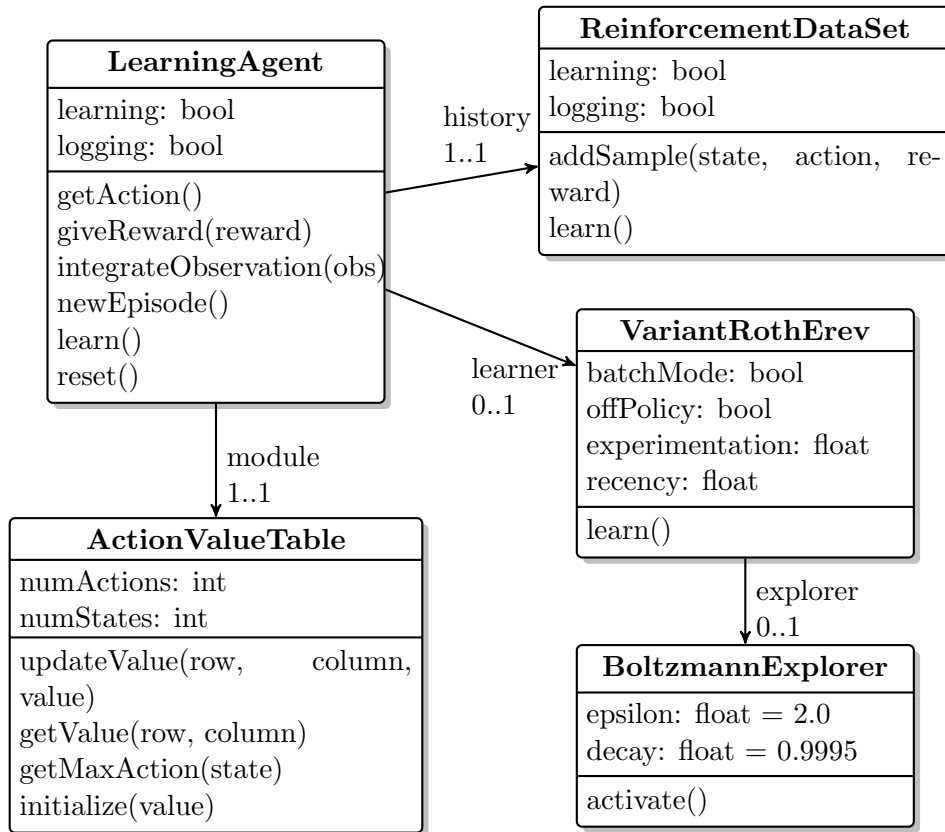 LearningAgent
learning: bool
logging: bool
getAction()
giveReward(reward)
integrateObservation(obs)
newEpisode()
learn()
reset()
history
1..1
ReinforcementDataSet
learning: bool
logging: bool
addSample(state, action, re-
ward)
learn()
learner
0..1
VariantRothErev
batchMode: bool
offPolicy: bool
experimentation: float
recency: float
learn()
module
1..1
ActionValueTable
numActions: int
numStates: int
updateValue(row, column,
value)
getValue(row, column)
getMaxAction(state)
initialize(value)
explorer
0..1
BoltzmannExplorer
epsilon: float = 2.0
decay: float = 0.9995
activate()